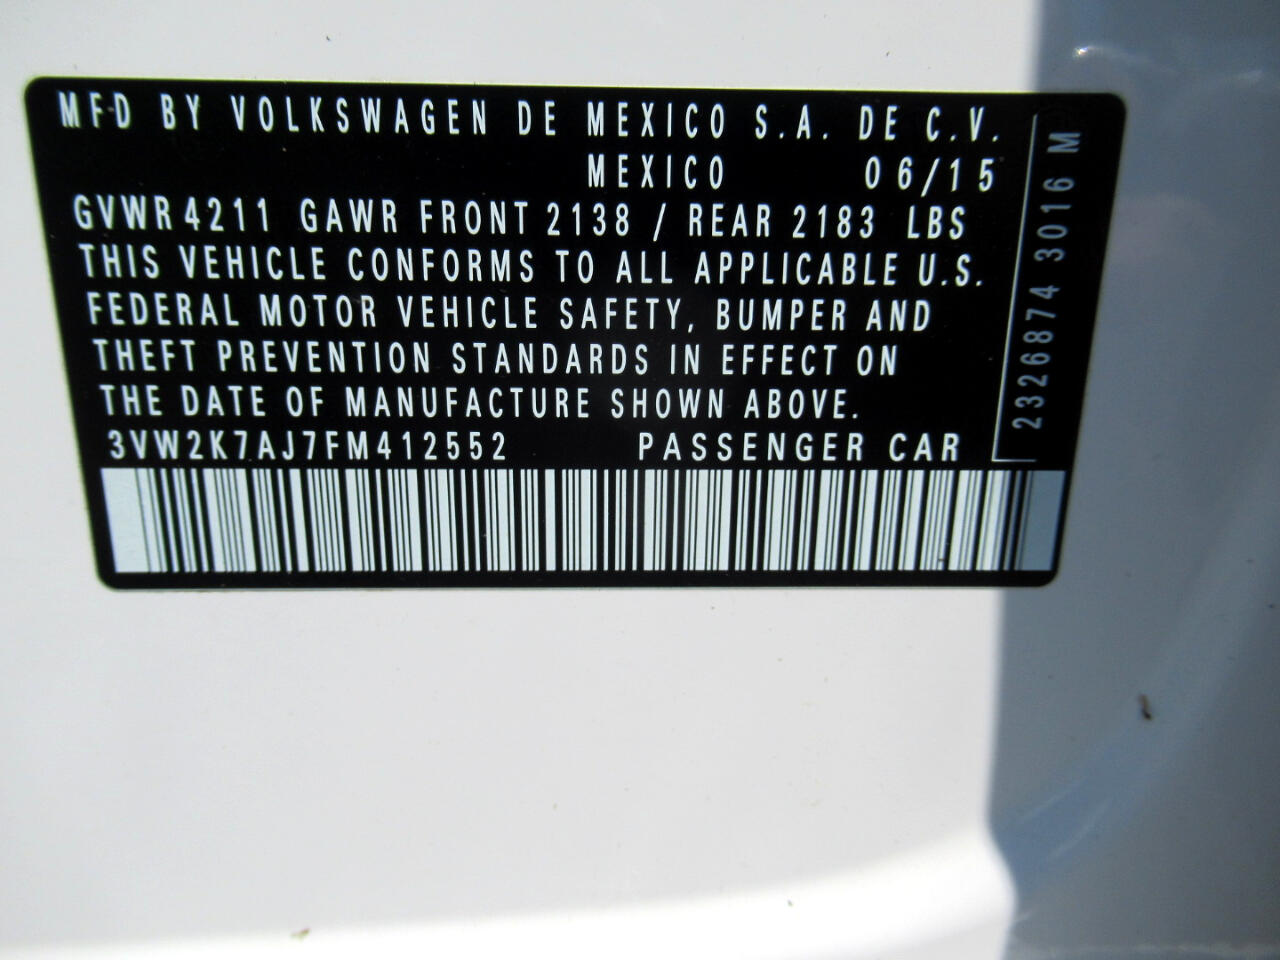 MFD BY VOLKSWAGEN DE MEXICO S.A. DE C.V.
MEXICO 06/15
GVWR 4211 GAWR FRONT 2138 / REAR 2183 LBS
THIS VEHICLE CONFORMS TO ALL APPLICABLE U.S.
FEDERAL MOTOR VEHICLE SAFETY, BUMPER AND
THEFT PREVENTION STANDARDS IN EFFECT ON
THE DATE OF MANUFACTURE SHOWN ABOVE.
3VW2K7AJ7FM412552 PASSENGER CAR
2326874 3016 M